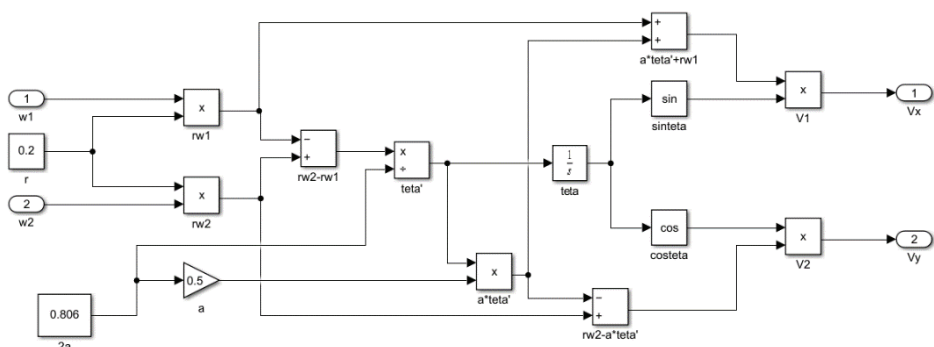 +
+
a*teta'+rw1
1
w1
x
rw1
sin
sinteta
x
V1
1
Vx
0.2
r
−
+
rw2-rw1
x
÷
teta'
1
s
teta
2
w2
x
rw2
cos
costeta
x
V2
2
Vy
0.5
a
x
a*teta'
0.806
2a
−
+
rw2-a*teta'